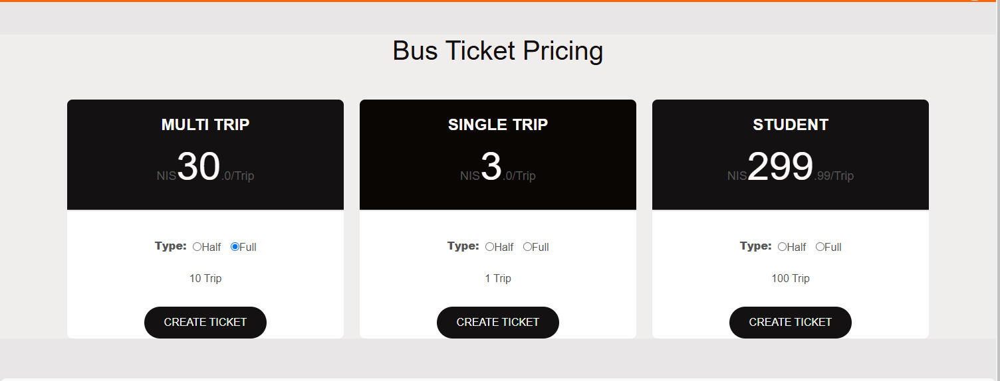 Bus Ticket Pricing
MULTI TRIP
NIS30.0/Trip
Type: Half Full
10 Trip
CREATE TICKET
SINGLE TRIP
NIS3.0/Trip
Type: Half Full
1 Trip
CREATE TICKET
STUDENT
NIS299.99/Trip
Type: Half Full
100 Trip
CREATE TICKET